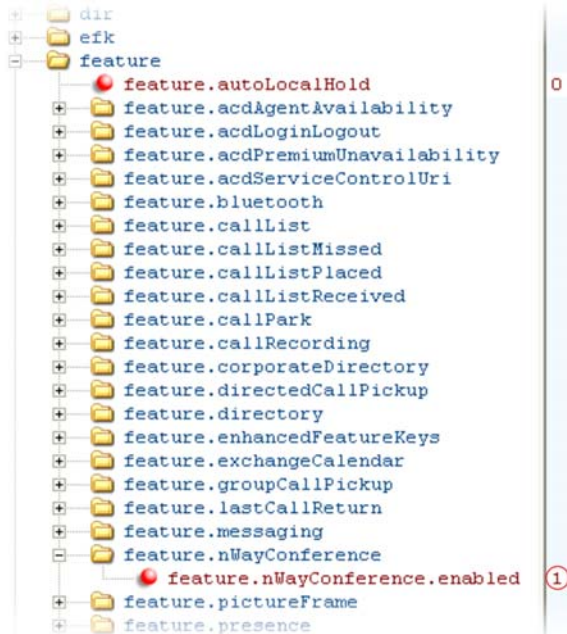 dir
efk
feature
feature.autoLocalHold 0
feature.acdAgentAvailability
feature.acdLoginLogout
feature.acdPremiumUnavailability
feature.acdServiceControlUri
feature.bluetooth
feature.callList
feature.callListMissed
feature.callListPlaced
feature.callListReceived
feature.callPark
feature.callRecording
feature.corporateDirectory
feature.directedCallPickup
feature.directory
feature.enhancedFeatureKeys
feature.exchangeCalendar
feature.groupCallPickup
feature.lastCallReturn
feature.messaging
feature.nWayConference
feature.nWayConference.enabled 1
feature.pictureFrame
feature.presence